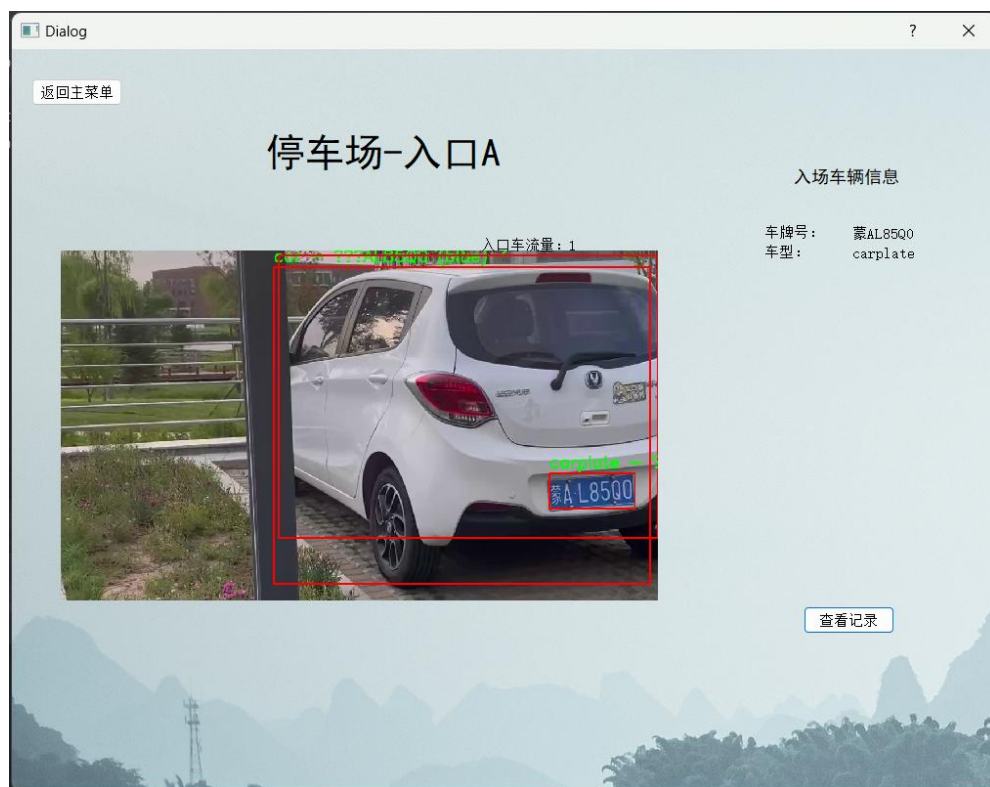 Dialog
返回主菜单
停车场-入口A
入场车辆信息
入口车流量：1
车牌号： 蒙AL85Q0
车型： carplate
carplate -
蒙A L85Q0
查看记录